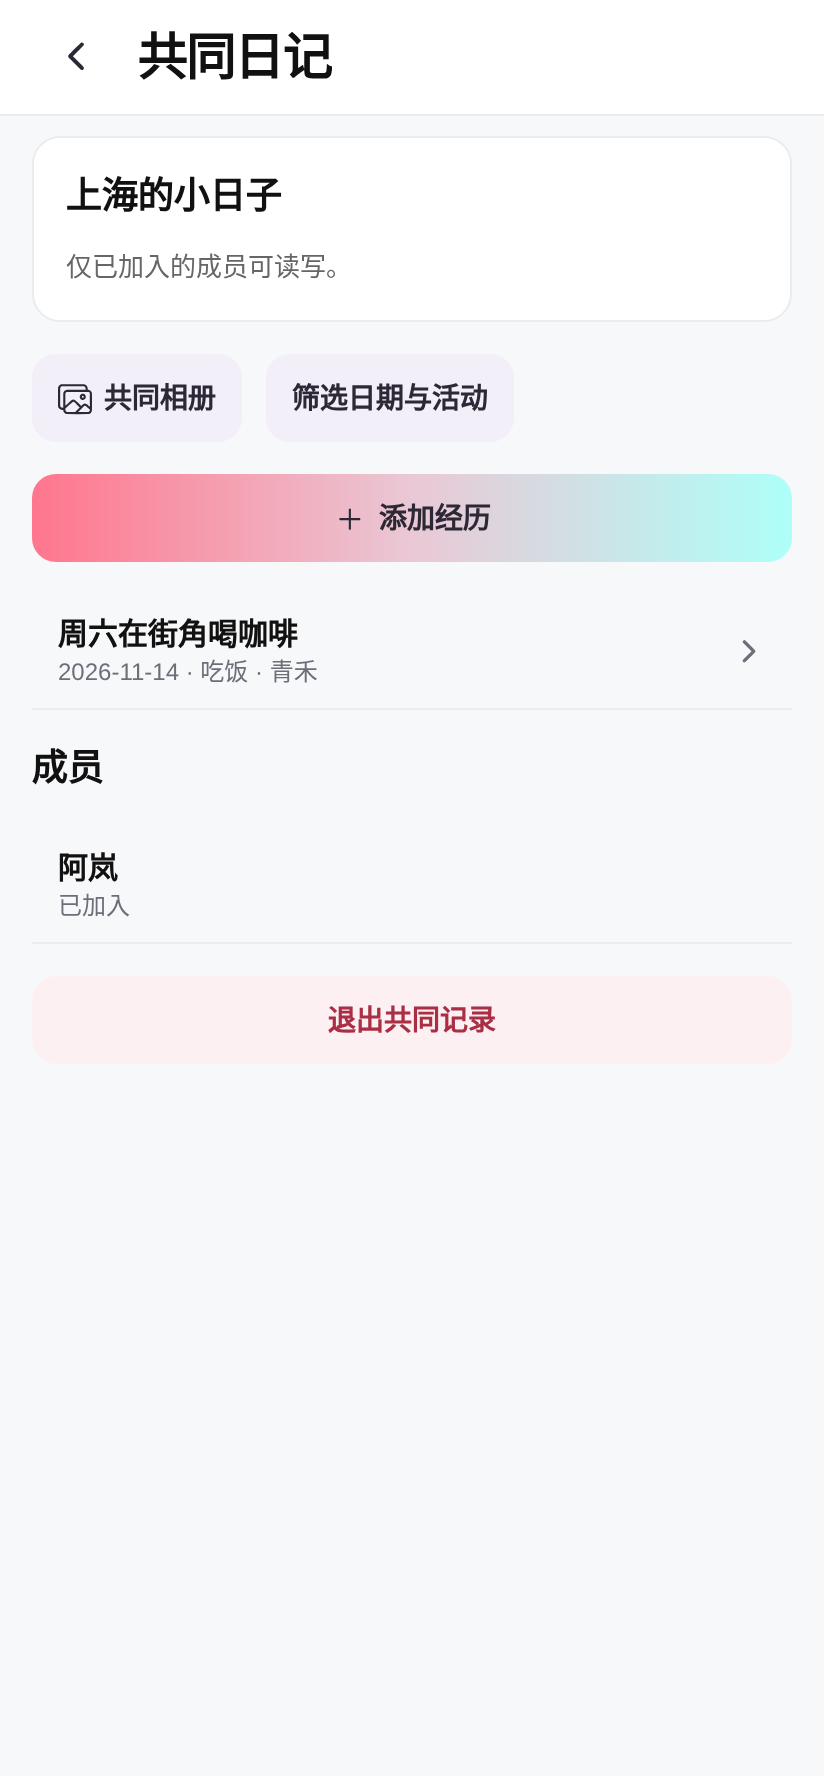 共同日记
上海的小日子
仅已加入的成员可读写。
共同相册
筛选日期与活动
添加经历
周六在街角喝咖啡
2026-11-14 · 吃饭 · 青禾
成员
阿岚
已加入
退出共同记录